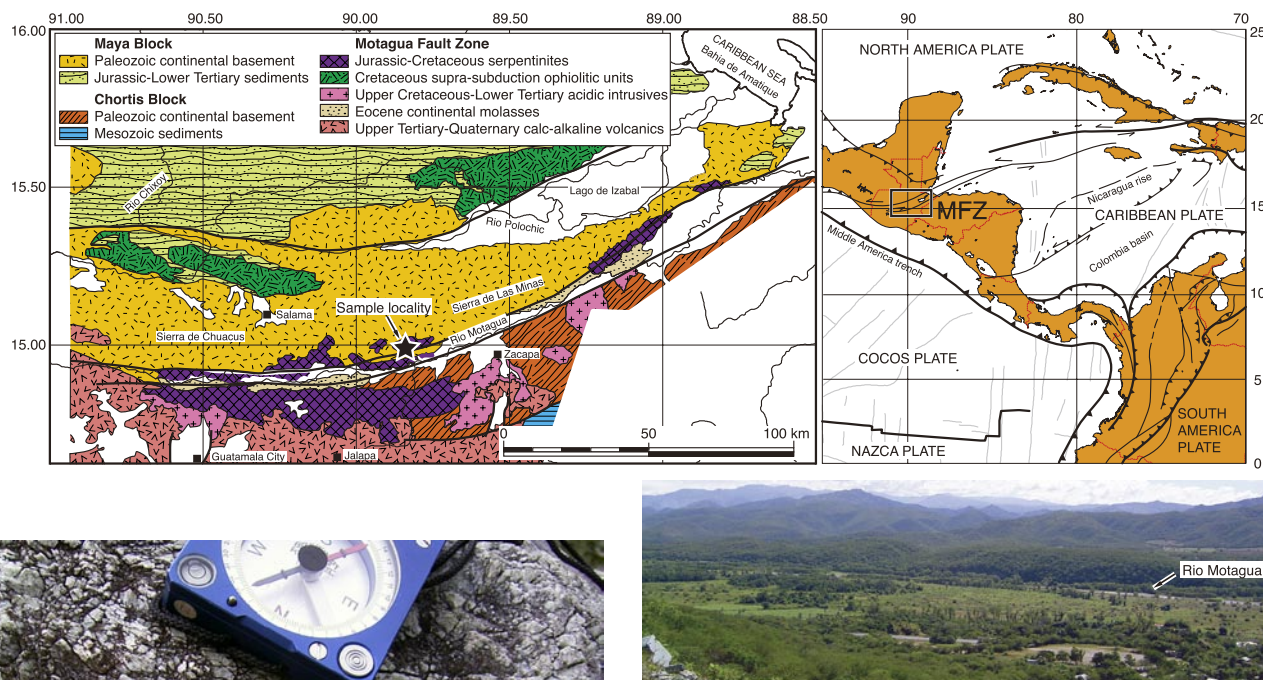 91.00 90.50 90.00 89.50 89.00 88.50
16.00
15.50
15.00
Maya Block
Paleozoic continental basement
Jurassic-Lower Tertiary sediments
Chortis Block
Paleozoic continental basement
Mesozoic sediments
Motagua Fault Zone
Jurassic-Cretaceous serpentinites
Cretaceous supra-subduction ophiolitic units
Upper Cretaceous-Lower Tertiary acidic intrusives
Eocene continental molasses
Upper Tertiary-Quaternary calc-alkaline volcanics
CARIBBEAN SEA
Bahia de Amatique
Rio Chixoy
Lago de Izabal
Rio Polochic
Sierra de Las Minas
Sample locality
Salama
Sierra de Chuacus
Rio Motagua
Zacapa
0 50 100 km
Guatamala City
Jalapa
90 80 70
25
20
15
10
5
0
NORTH AMERICA PLATE
Nicaragua rise
MFZ
CARIBBEAN PLATE
Middle America trench
Colombia basin
COCOS PLATE
SOUTH
AMERICA
PLATE
NAZCA PLATE
W
N
E
Rio Motagua